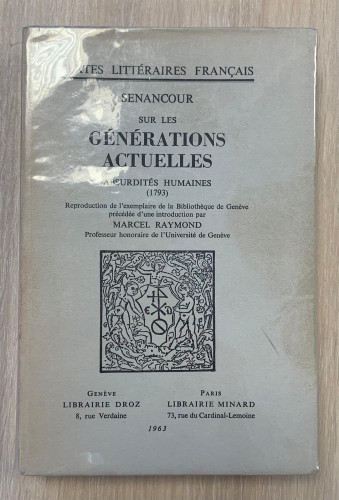 TEXTES LITTÉRAIRES FRANÇAIS
SENANCOUR
SUR LES
GÉNÉRATIONS
ACTUELLES
ABSURDITÉS HUMAINES
(1793)
Reproduction de l'exemplaire de la Bibliothèque de Genève
précédée d'une introduction par
MARCEL RAYMOND
Professeur honoraire de l'Université de Genève
E D
GENÈVE
LIBRAIRIE DROZ
8, rue Verdaine
PARIS
LIBRAIRIE MINARD
73, rue du Cardinal-Lemoine
1963